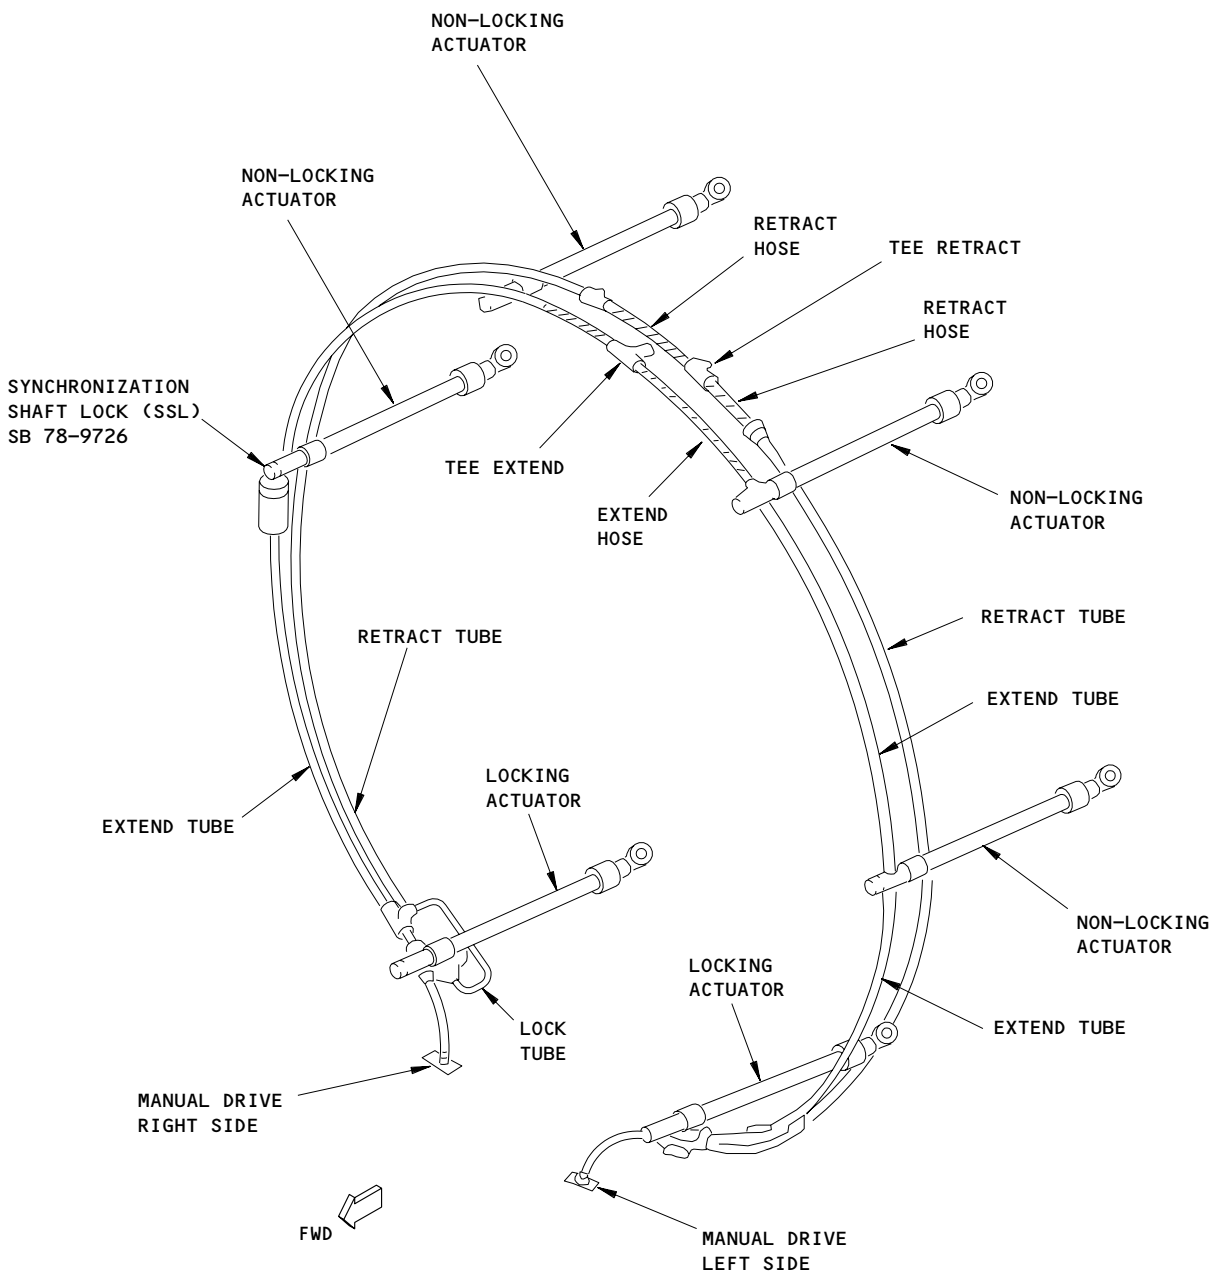 NON-LOCKING
ACTUATOR
NON-LOCKING
ACTUATOR
RETRACT
HOSE
TEE RETRACT
RETRACT
HOSE
SYNCHRONIZATION
SHAFT LOCK (SSL)
SB 78-9726
TEE EXTEND
EXTEND
HOSE
NON-LOCKING
ACTUATOR
RETRACT TUBE
RETRACT TUBE
EXTEND TUBE
LOCKING
ACTUATOR
EXTEND TUBE
NON-LOCKING
ACTUATOR
LOCKING
ACTUATOR
LOCK
TUBE
EXTEND TUBE
MANUAL DRIVE
RIGHT SIDE
FWD
MANUAL DRIVE
LEFT SIDE